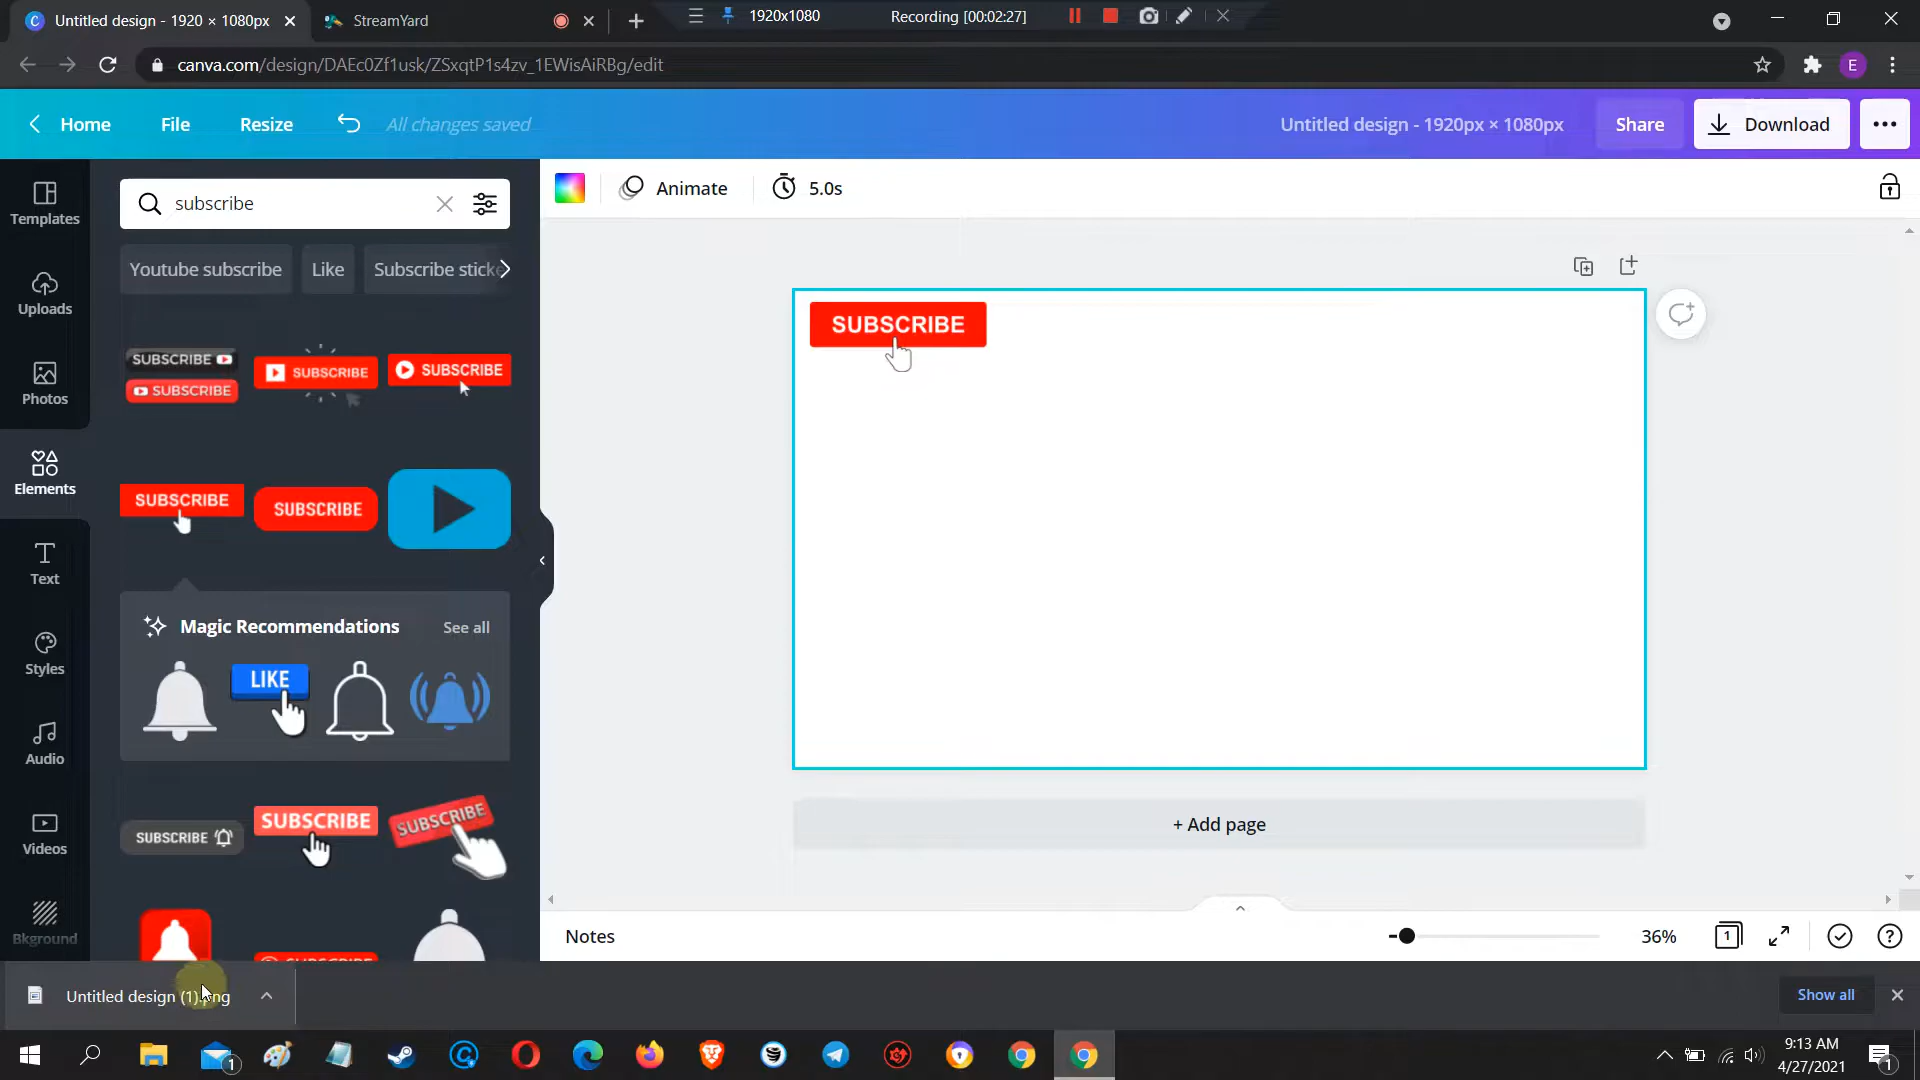 Untitled design - 1920 × 1080px
StreamYard
1920x1080
Recording [00:02:27]
canva.com/design/DAEc0Zf1usk/ZSxqtP1s4zv_1EWisAiRBg/edit
E
Home
File
Resize
All changes saved
Untitled design - 1920px × 1080px
Share
Download
Templates
Uploads
Photos
Elements
Text
Styles
Audio
Videos
Bkground
subscribe
Youtube subscribe
Like
Subscribe sticke
SUBSCRIBE
SUBSCRIBE
SUBSCRIBE
SUBSCRIBE
SUBSCRIBE
SUBSCRIBE
Magic Recommendations
See all
LIKE
SUBSCRIBE
SUBSCRIBE
SUBSCRIBE
SUBSCRIBE
Animate
5.0s
SUBSCRIBE
+ Add page
Notes
36%
1
Untitled design (1).png
Show all
1
9:13 AM
4/27/2021
1